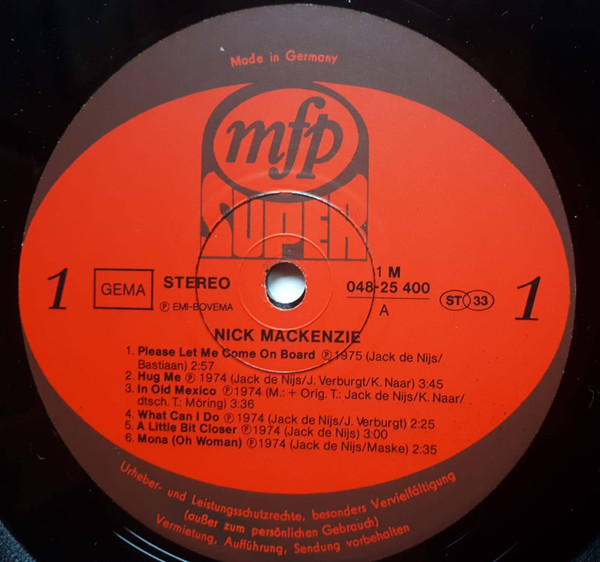 Made in Germany
mfp
SUPER
1
GEMA
STEREO
℗ EMI-BOVEMA
1 M
048-25 400
A
ST 33
1
NICK MACKENZIE
1. Please Let Me Come On Board ℗ 1975 (Jack de Nijs/
Bastiaan) 2:57
2. Hug Me ℗ 1974 (Jack de Nijs/J. Verburgt/K. Naar) 3:45
3. In Old Mexico ℗ 1974 (M.: + Orig. T.: Jack de Nijs/K. Naar/
dtsch. T.: Möring) 3:36
4. What Can I Do ℗ 1974 (Jack de Nijs/J. Verburgt) 2:25
5. A Little Bit Closer ℗ 1974 (Jack de Nijs) 3:00
6. Mona (Oh Woman) ℗ 1974 (Jack de Nijs/Maske) 2:35
Urheber- und Leistungsschutzrechte, besonders Vervielfältigung
(außer zum persönlichen Gebrauch)
Vermietung, Aufführung, Sendung vorbehalten